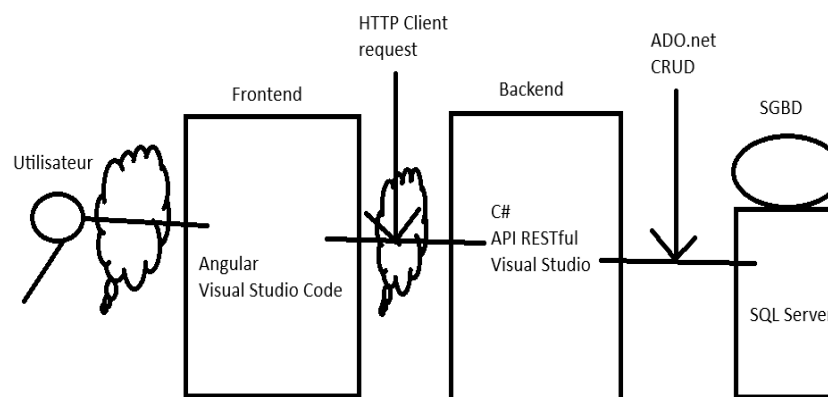 HTTP Client
request
ADO.net
CRUD
Frontend
Backend
SGBD
Utilisateur
C#
API RESTful
Visual Studio
Angular
Visual Studio Code
SQL Server